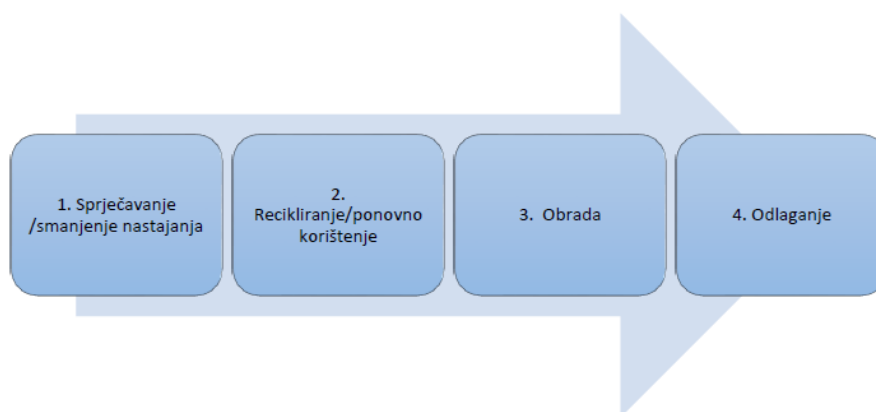 1. Sprječavanje
/smanjenje nastajanja
2.
Recikliranje/ponovno
korištenje
3.  Obrada
4. Odlaganje